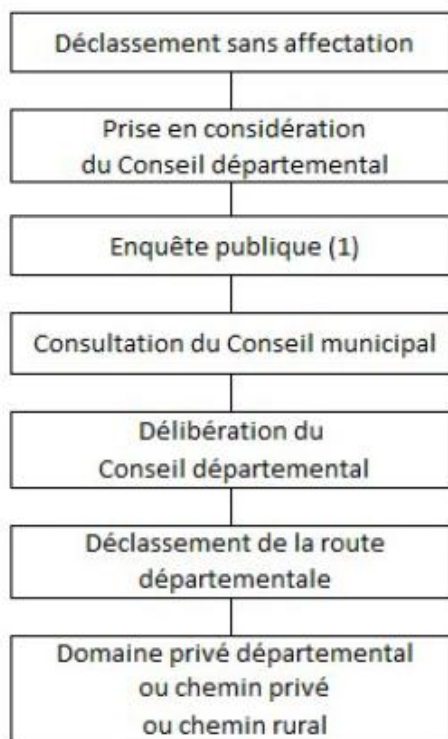 Déclassement sans affectation
Prise en considération
du Conseil départemental
Enquête publique (1)
Consultation du Conseil municipal
Délibération du
Conseil départemental
Déclassement de la route
départementale
Domaine privé départemental
ou chemin privé
ou chemin rural